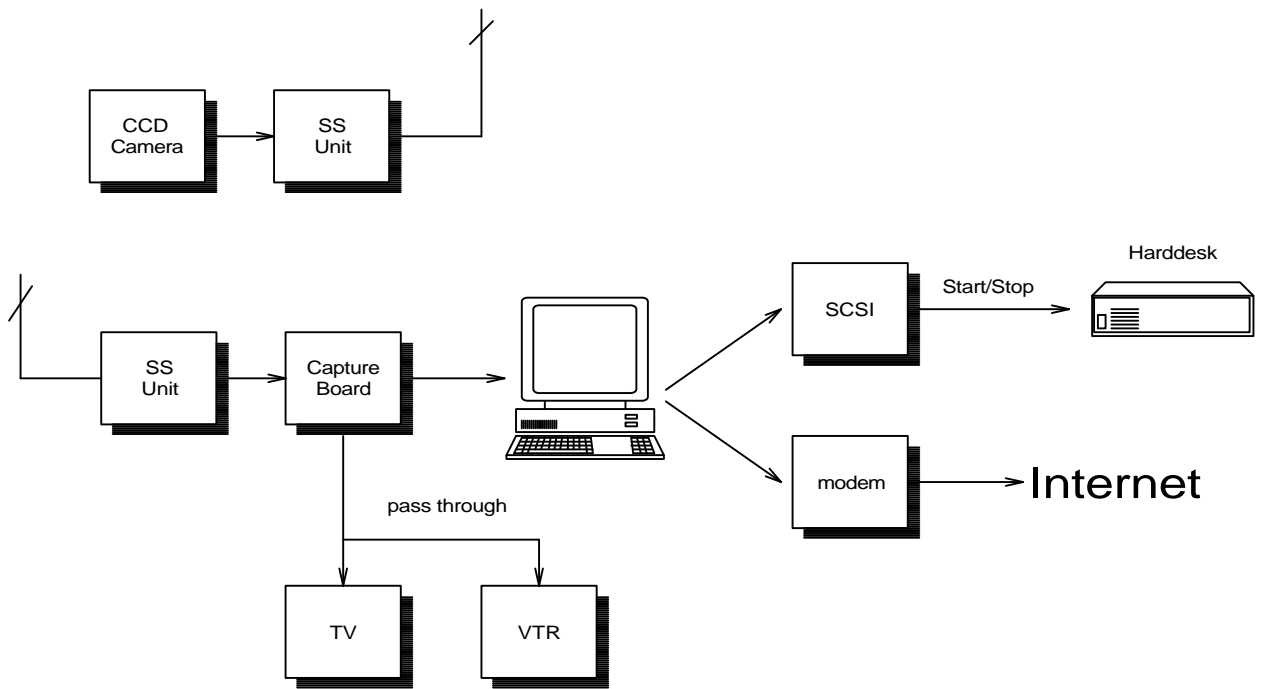 CCD
Camera
SS
Unit
Harddesk
Start/Stop
SCSI
SS
Unit
Capture
Board
modem
Internet
pass through
TV
VTR